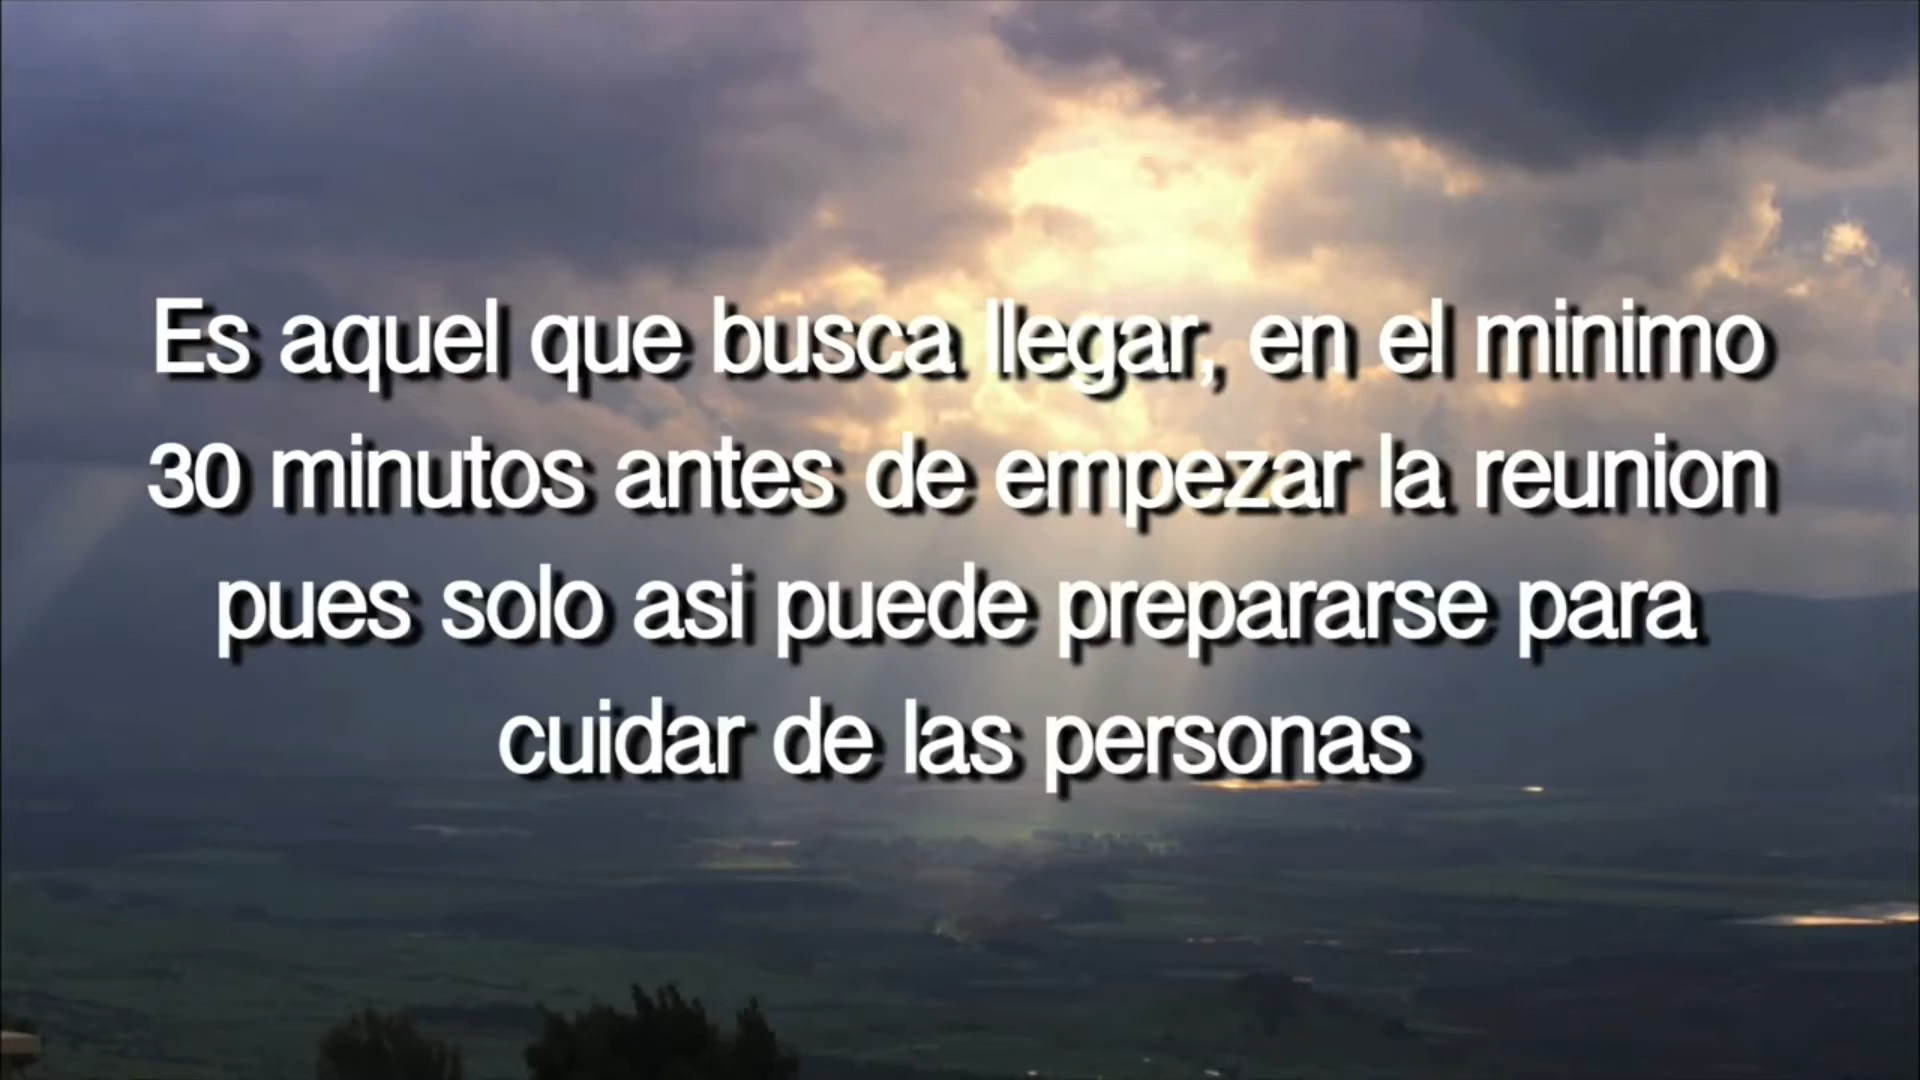 Es aquel que busca llegar, en el minimo
30 minutos antes de empezar la reunion
pues solo asi puede prepararse para
cuidar de las personas